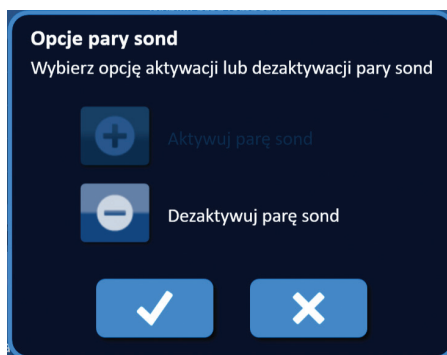 Opcje pary sond
Wybierz opcję aktywacji lub dezaktywacji pary sond
Aktywuj parę sond
Dezaktywuj parę sond